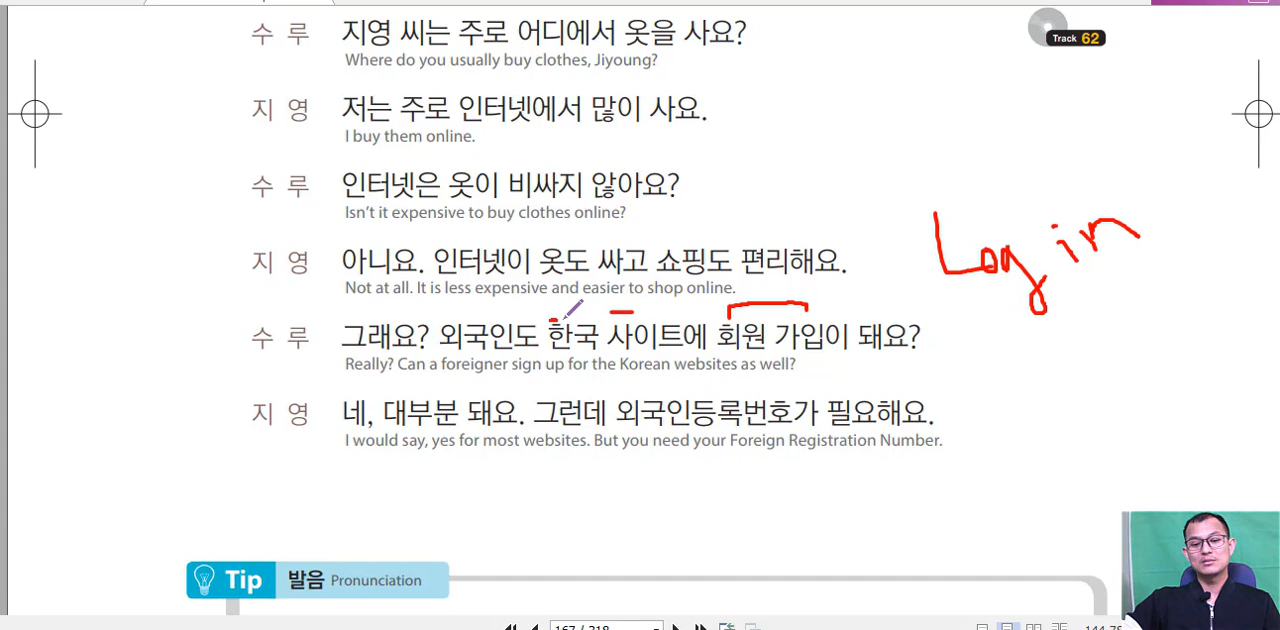 수 루 지영 씨는 주로 어디에서 옷을 사요?
Where do you usually buy clothes, Jiyoung?
Track 62
지 영 저는 주로 인터넷에서 많이 사요.
I buy them online.
수 루 인터넷은 옷이 비싸지 않아요?
Isn't it expensive to buy clothes online?
지 영 아니요. 인터넷이 옷도 싸고 쇼핑도 편리해요.
Not at all. It is less expensive and easier to shop online.
Log in
수 루 그래요? 외국인도 한국 사이트에 회원 가입이 돼요?
Really? Can a foreigner sign up for the Korean websites as well?
지 영 네, 대부분 돼요. 그런데 외국인등록번호가 필요해요.
I would say, yes for most websites. But you need your Foreign Registration Number.
Tip 발음 Pronunciation
167 / 218